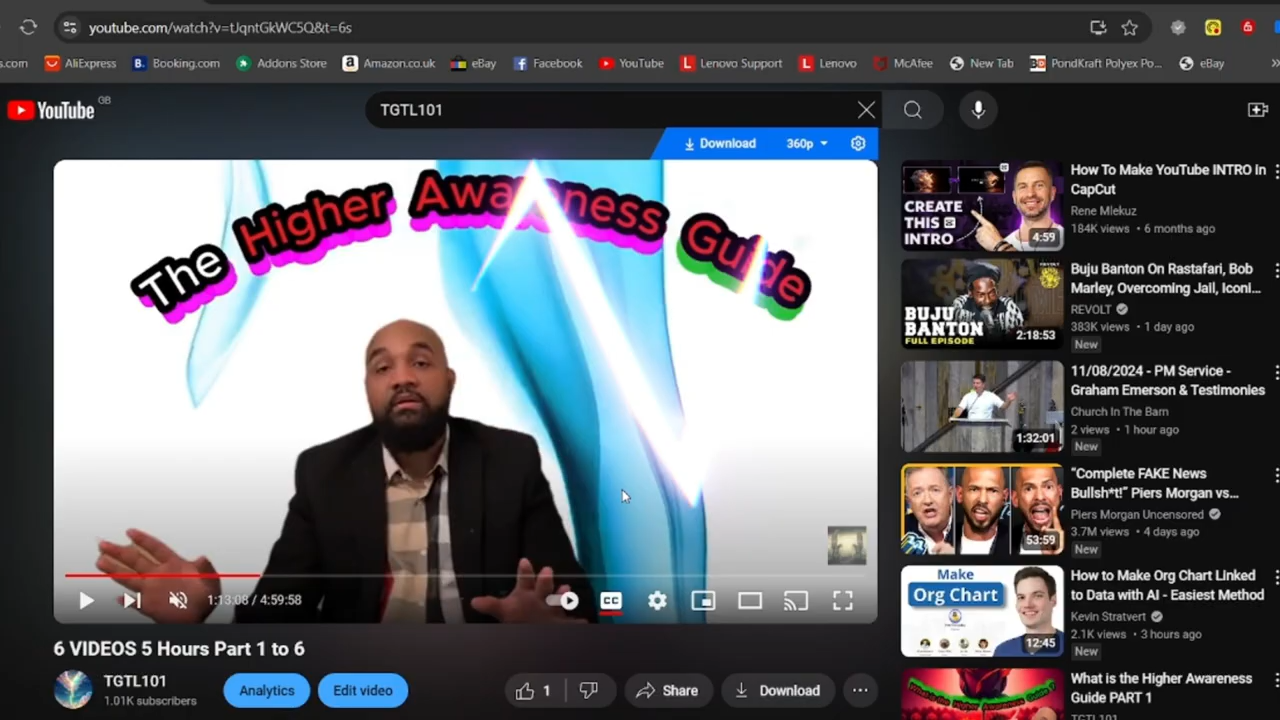 youtube.com/watch?v=tJqntGkWC5Q&t=6s
s.com AliExpress Booking.com Addons Store Amazon.co.uk eBay Facebook YouTube Lenovo Support Lenovo McAfee New Tab PondKraft Polyex Po... eBay »
YouTube GB
TGTL101
Download 360p
The Higher Awareness Guide
CC
1:13:08 / 4:59:58
6 VIDEOS 5 Hours Part 1 to 6
TGTL101
1.01K subscribers
Analytics
Edit video
1
Share
Download
CREATE
THIS
INTRO
4:59
How To Make YouTube INTRO In
CapCut
Rene Mlekuz
184K views • 6 months ago
BUJU
BANTON
FULL EPISODE
2:18:53
Buju Banton On Rastafari, Bob
Marley, Overcoming Jail, Iconi...
REVOLT
383K views • 1 day ago
New
1:32:01
11/08/2024 - PM Service -
Graham Emerson & Testimonies
Church In The Barn
2 views • 1 hour ago
New
53:59
“Complete FAKE News
Bullsh*t!” Piers Morgan vs...
Piers Morgan Uncensored
3.7M views • 4 days ago
New
Make
Org Chart
12:45
How to Make Org Chart Linked
to Data with AI - Easiest Method
Kevin Stratvert
2.1K views • 3 hours ago
New
What is the Higher Awareness
Guide PART 1
TGTL101